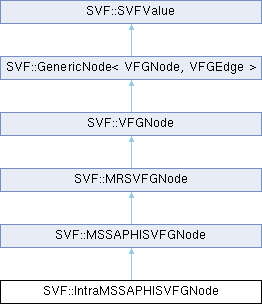 SVF::SVFValue
SVF::GenericNode< VFGNode, VFGEdge >
SVF::VFGNode
SVF::MRSVFGNode
SVF::MSSAPHISVFGNode
SVF::IntraMSSAPHISVFGNode